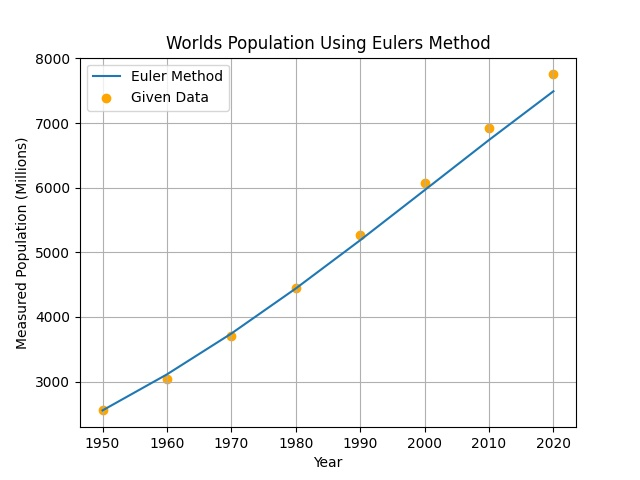 Worlds Population Using Eulers Method
Euler Method
Given Data
Measured Population (Millions)
8000
7000
6000
5000
4000
3000
1950 1960 1970 1980 1990 2000 2010 2020
Year